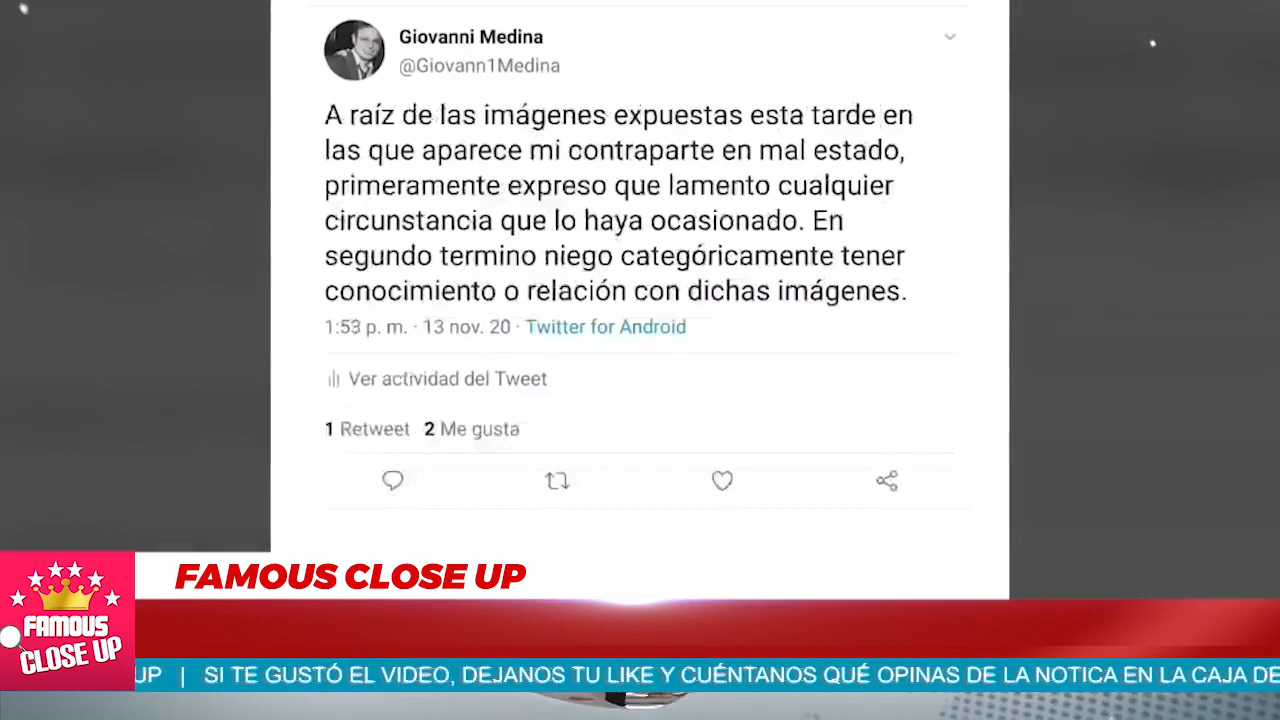 Giovanni Medina
@Giovann1Medina
A raíz de las imágenes expuestas esta tarde en
las que aparece mi contraparte en mal estado,
primeramente expreso que lamento cualquier
circunstancia que lo haya ocasionado. En
segundo termino niego categóricamente tener
conocimiento o relación con dichas imágenes.
1:53 p. m. · 13 nov. 20 · Twitter for Android
Ver actividad del Tweet
1 Retweet 2 Me gusta
FAMOUS CLOSE UP
FAMOUS
CLOSE UP
UP | SI TE GUSTÓ EL VIDEO, DEJANOS TU LIKE Y CUÉNTANOS QUÉ OPINAS DE LA NOTICA EN LA CAJA DE